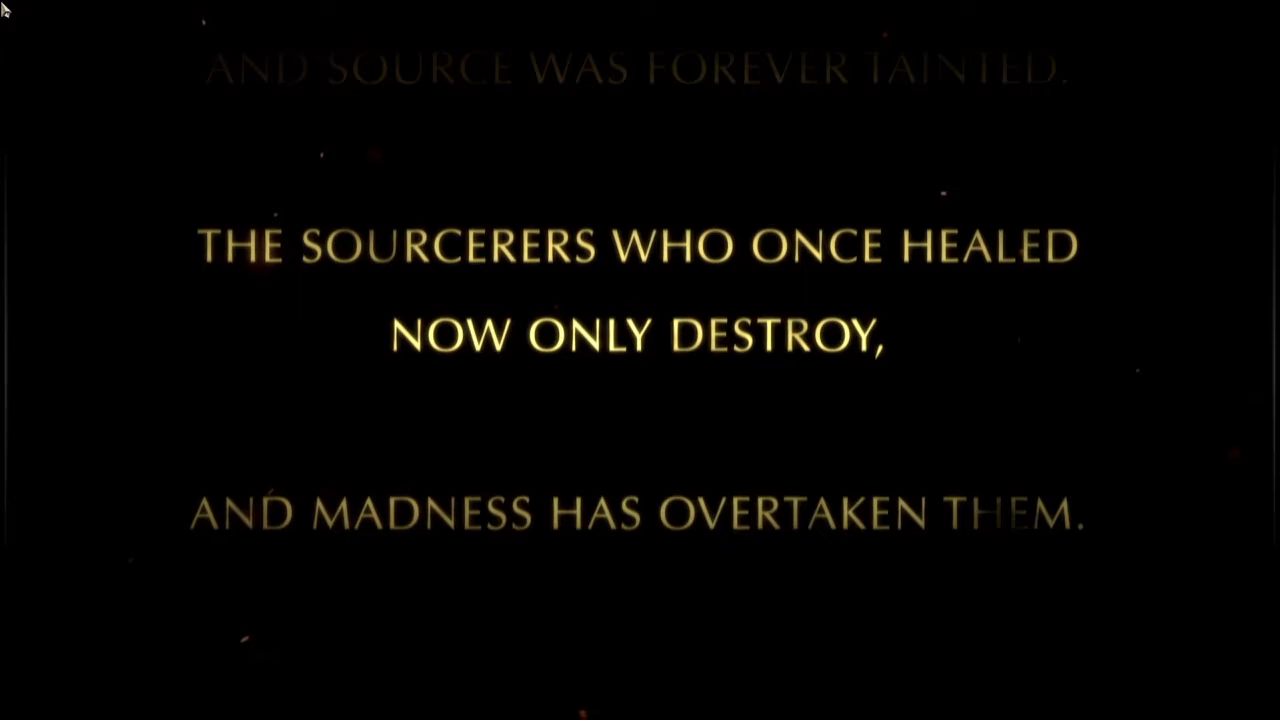 AND SOURCE WAS FOREVER TAINTED.
THE SOURCERERS WHO ONCE HEALED
NOW ONLY DESTROY,
AND MADNESS HAS OVERTAKEN THEM.